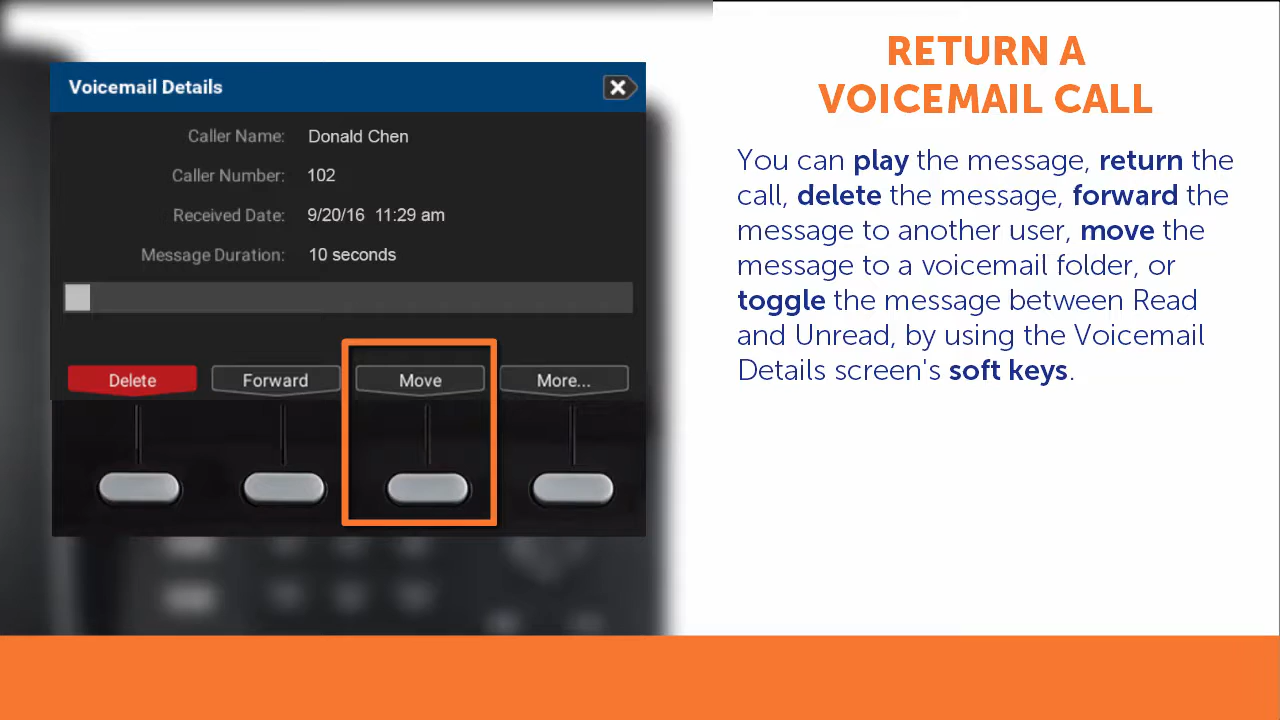 Voicemail Details
Caller Name: Donald Chen
Caller Number: 102
Received Date: 9/20/16 11:29 am
Message Duration: 10 seconds
Delete Forward Move More...
RETURN A
VOICEMAIL CALL
You can play the message, return the
call, delete the message, forward the
message to another user, move the
message to a voicemail folder, or
toggle the message between Read
and Unread, by using the Voicemail
Details screen's soft keys.